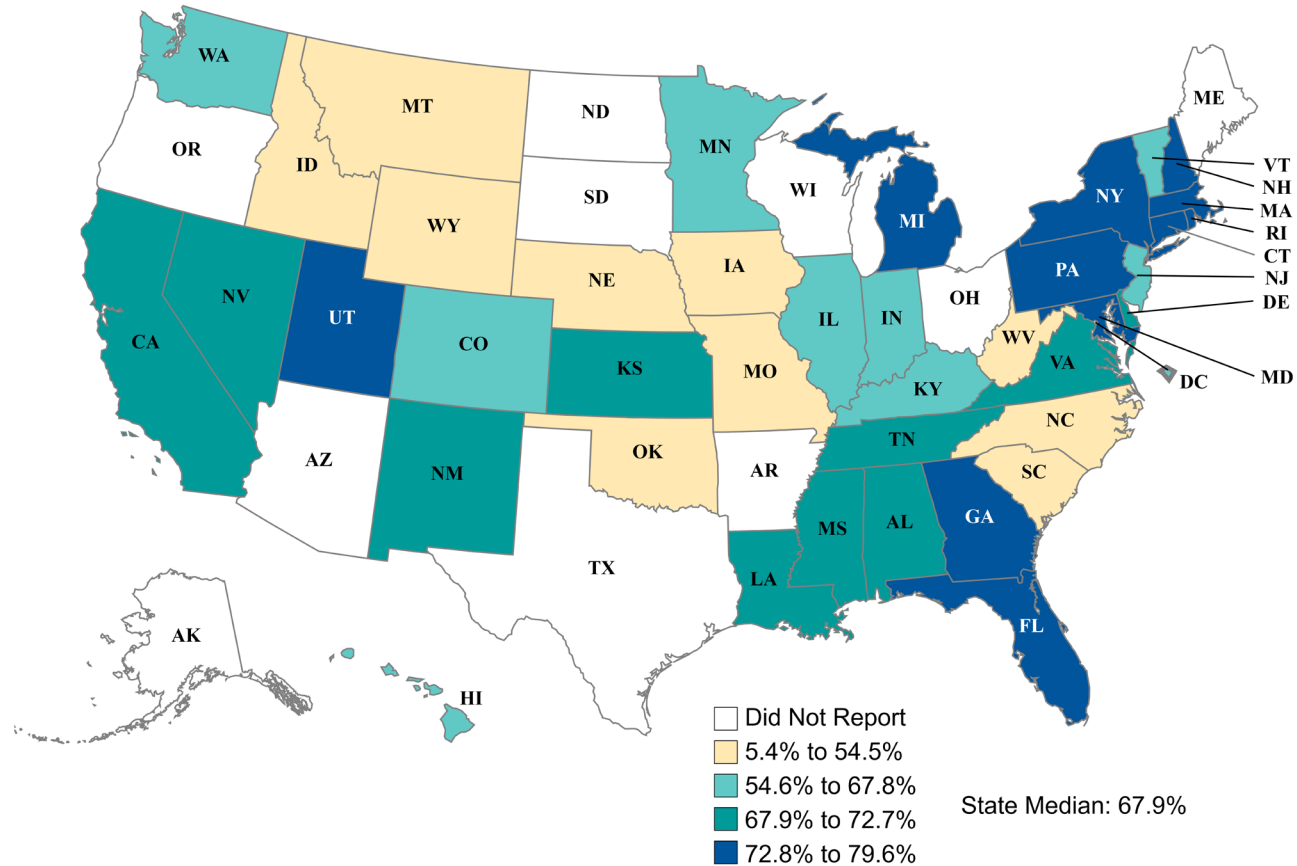 WA
MT
ND
MN
ME
OR
ID
SD
WI
VT
NH
NY
MA
MI
RI
WY
CT
IA
NE
PA
NJ
OH
DE
NV
UT
IL
IN
CA
CO
WV
KS
MO
VA
KY
DC
MD
NC
TN
OK
AZ
AR
SC
NM
GA
MS
AL
TX
LA
FL
AK
HI
Did Not Report
5.4% to 54.5%
54.6% to 67.8%
State Median: 67.9%
67.9% to 72.7%
72.8% to 79.6%